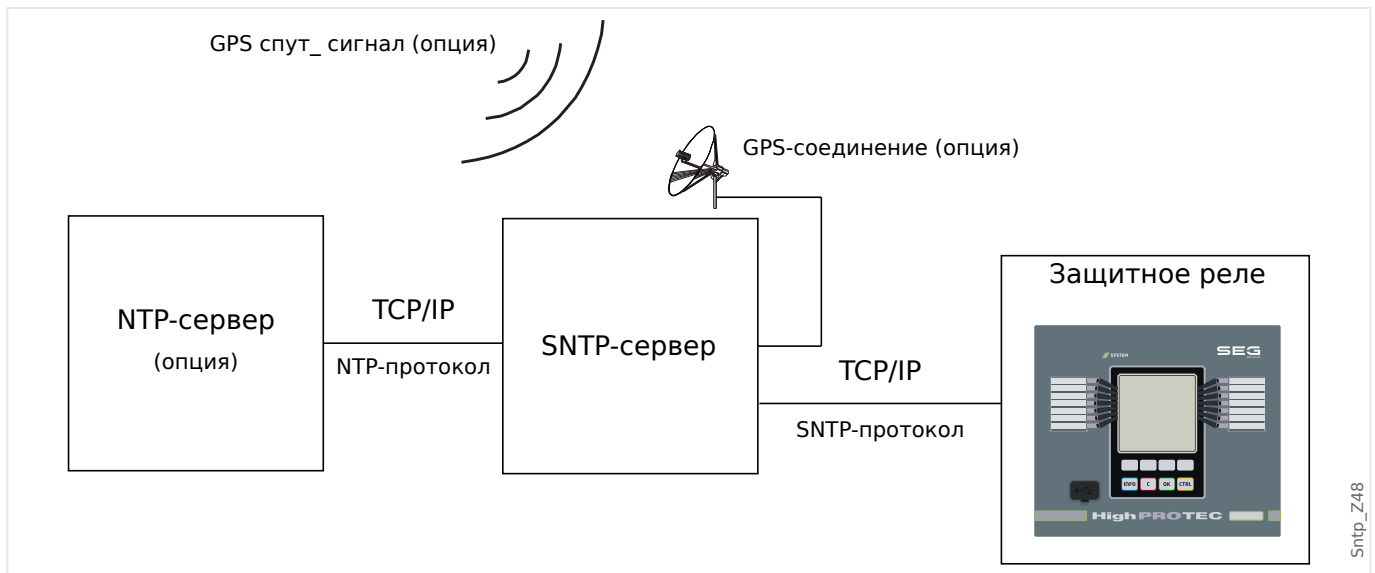 GPS спут_ сигнал (опция)
GPS-соединение (опция)
NTP-сервер
(опция)
TCP/IP
NTP-протокол
SNTP-сервер
TCP/IP
SNTP-протокол
Защитное реле
SYSTEM
SEG
INFO
C
OK
CTRL
HighPROTEC
Sntp_Z48